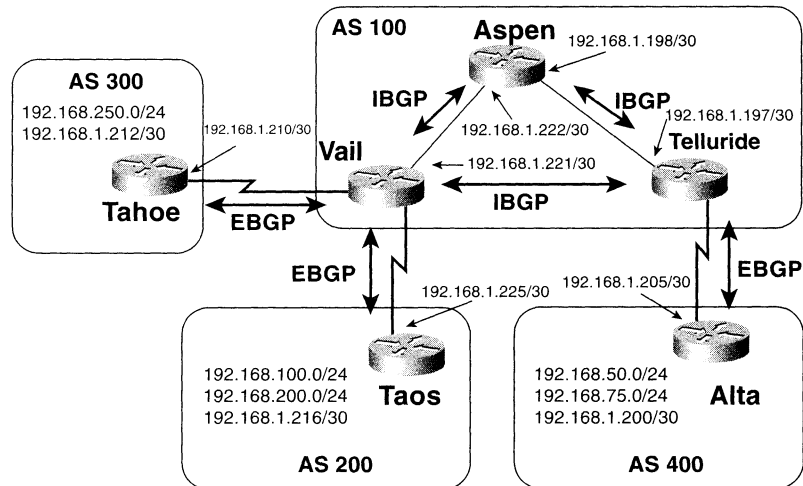 AS 100
Aspen
192.168.1.198/30
AS 300
192.168.250.0/24
192.168.1.212/30
192.168.1.210/30
IBGP
IBGP
192.168.1.197/30
192.168.1.222/30
Telluride
Vail
192.168.1.221/30
Tahoe
EBGP
IBGP
EBGP
EBGP
192.168.1.225/30
192.168.1.205/30
192.168.100.0/24
192.168.200.0/24
192.168.1.216/30
Taos
192.168.50.0/24
192.168.75.0/24
192.168.1.200/30
Alta
AS 200
AS 400